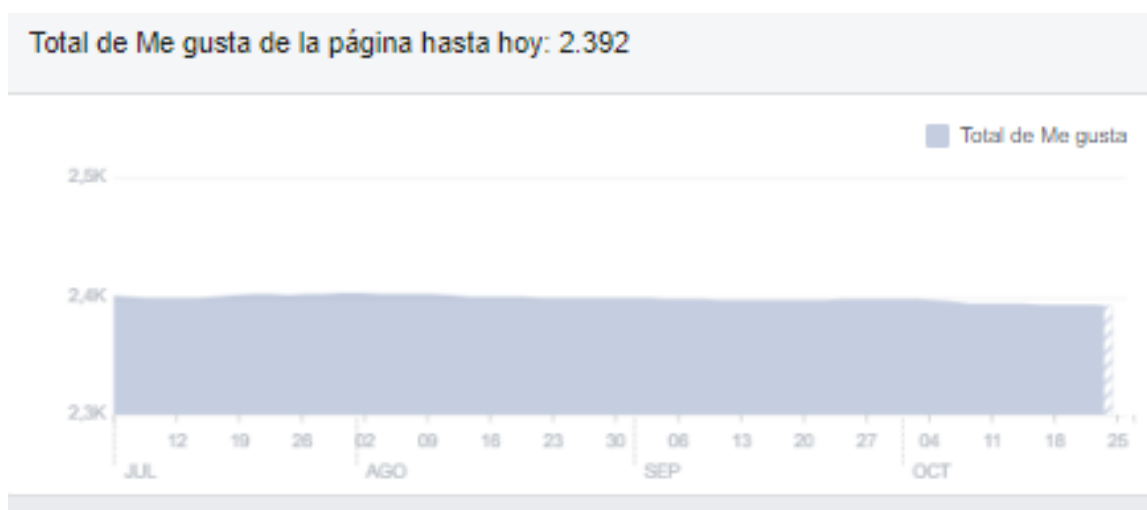 Total de Me gusta de la página hasta hoy: 2.392
Total de Me gusta
2,5K
2,4K
2,3K
12 19 26 02 09 16 23 30 06 13 20 27 04 11 18 25
JUL AGO SEP OCT